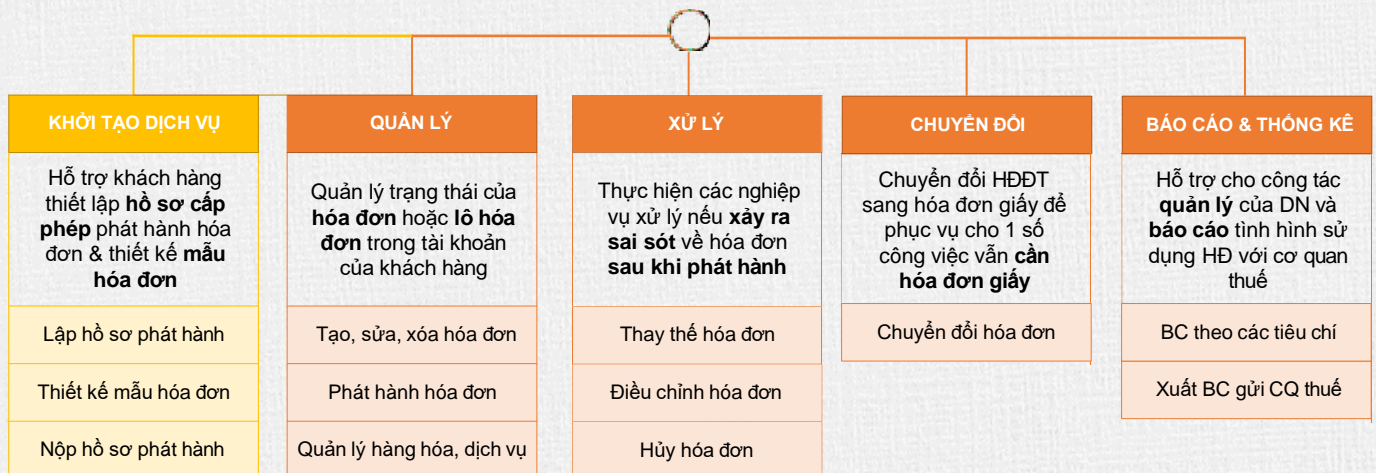 KHỞI TẠO DỊCH VỤ
Hỗ trợ khách hàng
thiết lập hồ sơ cấp
phép phát hành hóa
đơn & thiết kế mẫu
hóa đơn
Lập hồ sơ phát hành
Thiết kế mẫu hóa đơn
Nộp hồ sơ phát hành
QUẢN LÝ
Quản lý trạng thái của
hóa đơn hoặc lô hóa
đơn trong tài khoản
của khách hàng
Tạo, sửa, xóa hóa đơn
Phát hành hóa đơn
Quản lý hàng hóa, dịch vụ
XỬ LÝ
Thực hiện các nghiệp
vụ xử lý nếu xảy ra
sai sót về hóa đơn
sau khi phát hành
Thay thế hóa đơn
Điều chỉnh hóa đơn
Hủy hóa đơn
CHUYỂN ĐỔI
Chuyển đổi HĐĐT
sang hóa đơn giấy để
phục vụ cho 1 số
công việc vẫn cần
hóa đơn giấy
Chuyển đổi hóa đơn
BÁO CÁO & THỐNG KÊ
Hỗ trợ cho công tác
quản lý của DN và
báo cáo tình hình sử
dụng HĐ với cơ quan
thuế
BC theo các tiêu chí
Xuất BC gửi CQ thuế